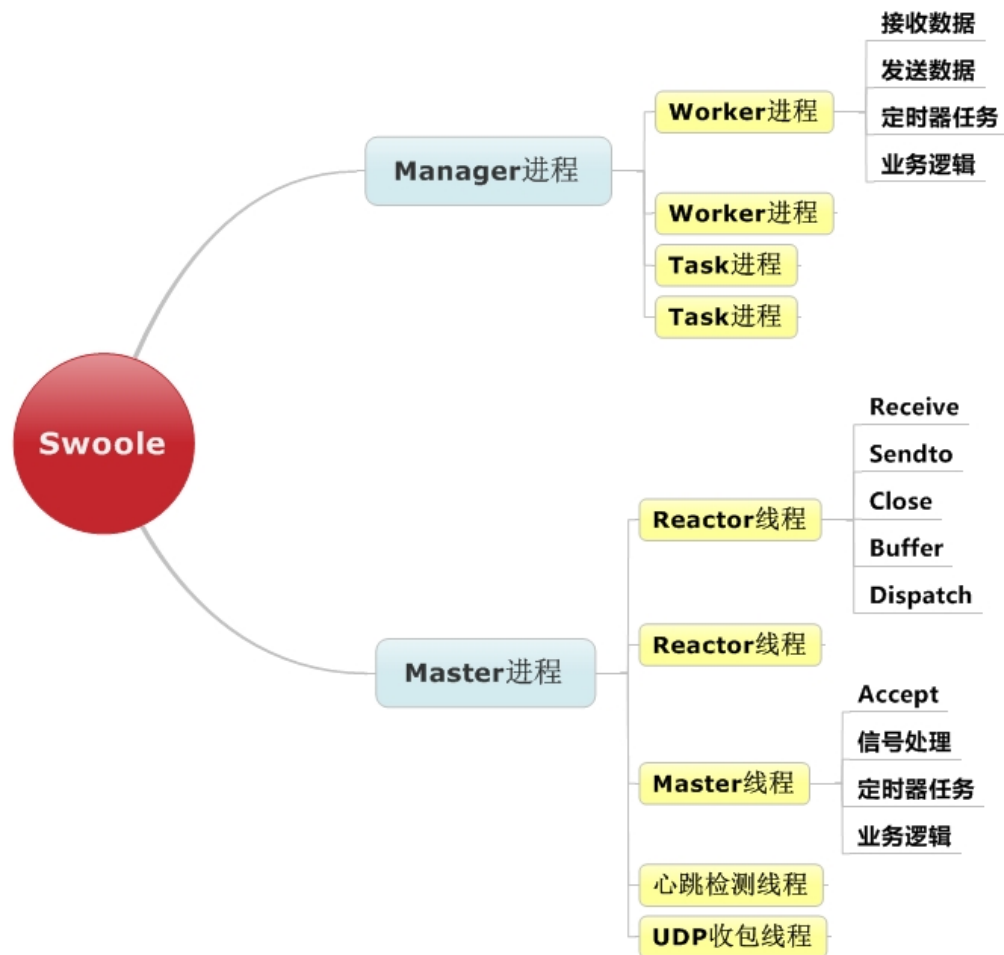 Swoole
Manager进程
Worker进程
接收数据
发送数据
定时器任务
业务逻辑
Worker进程
Task进程
Task进程
Master进程
Reactor线程
Receive
Sendto
Close
Buffer
Dispatch
Reactor线程
Master线程
Accept
信号处理
定时器任务
业务逻辑
心跳检测线程
UDP收包线程